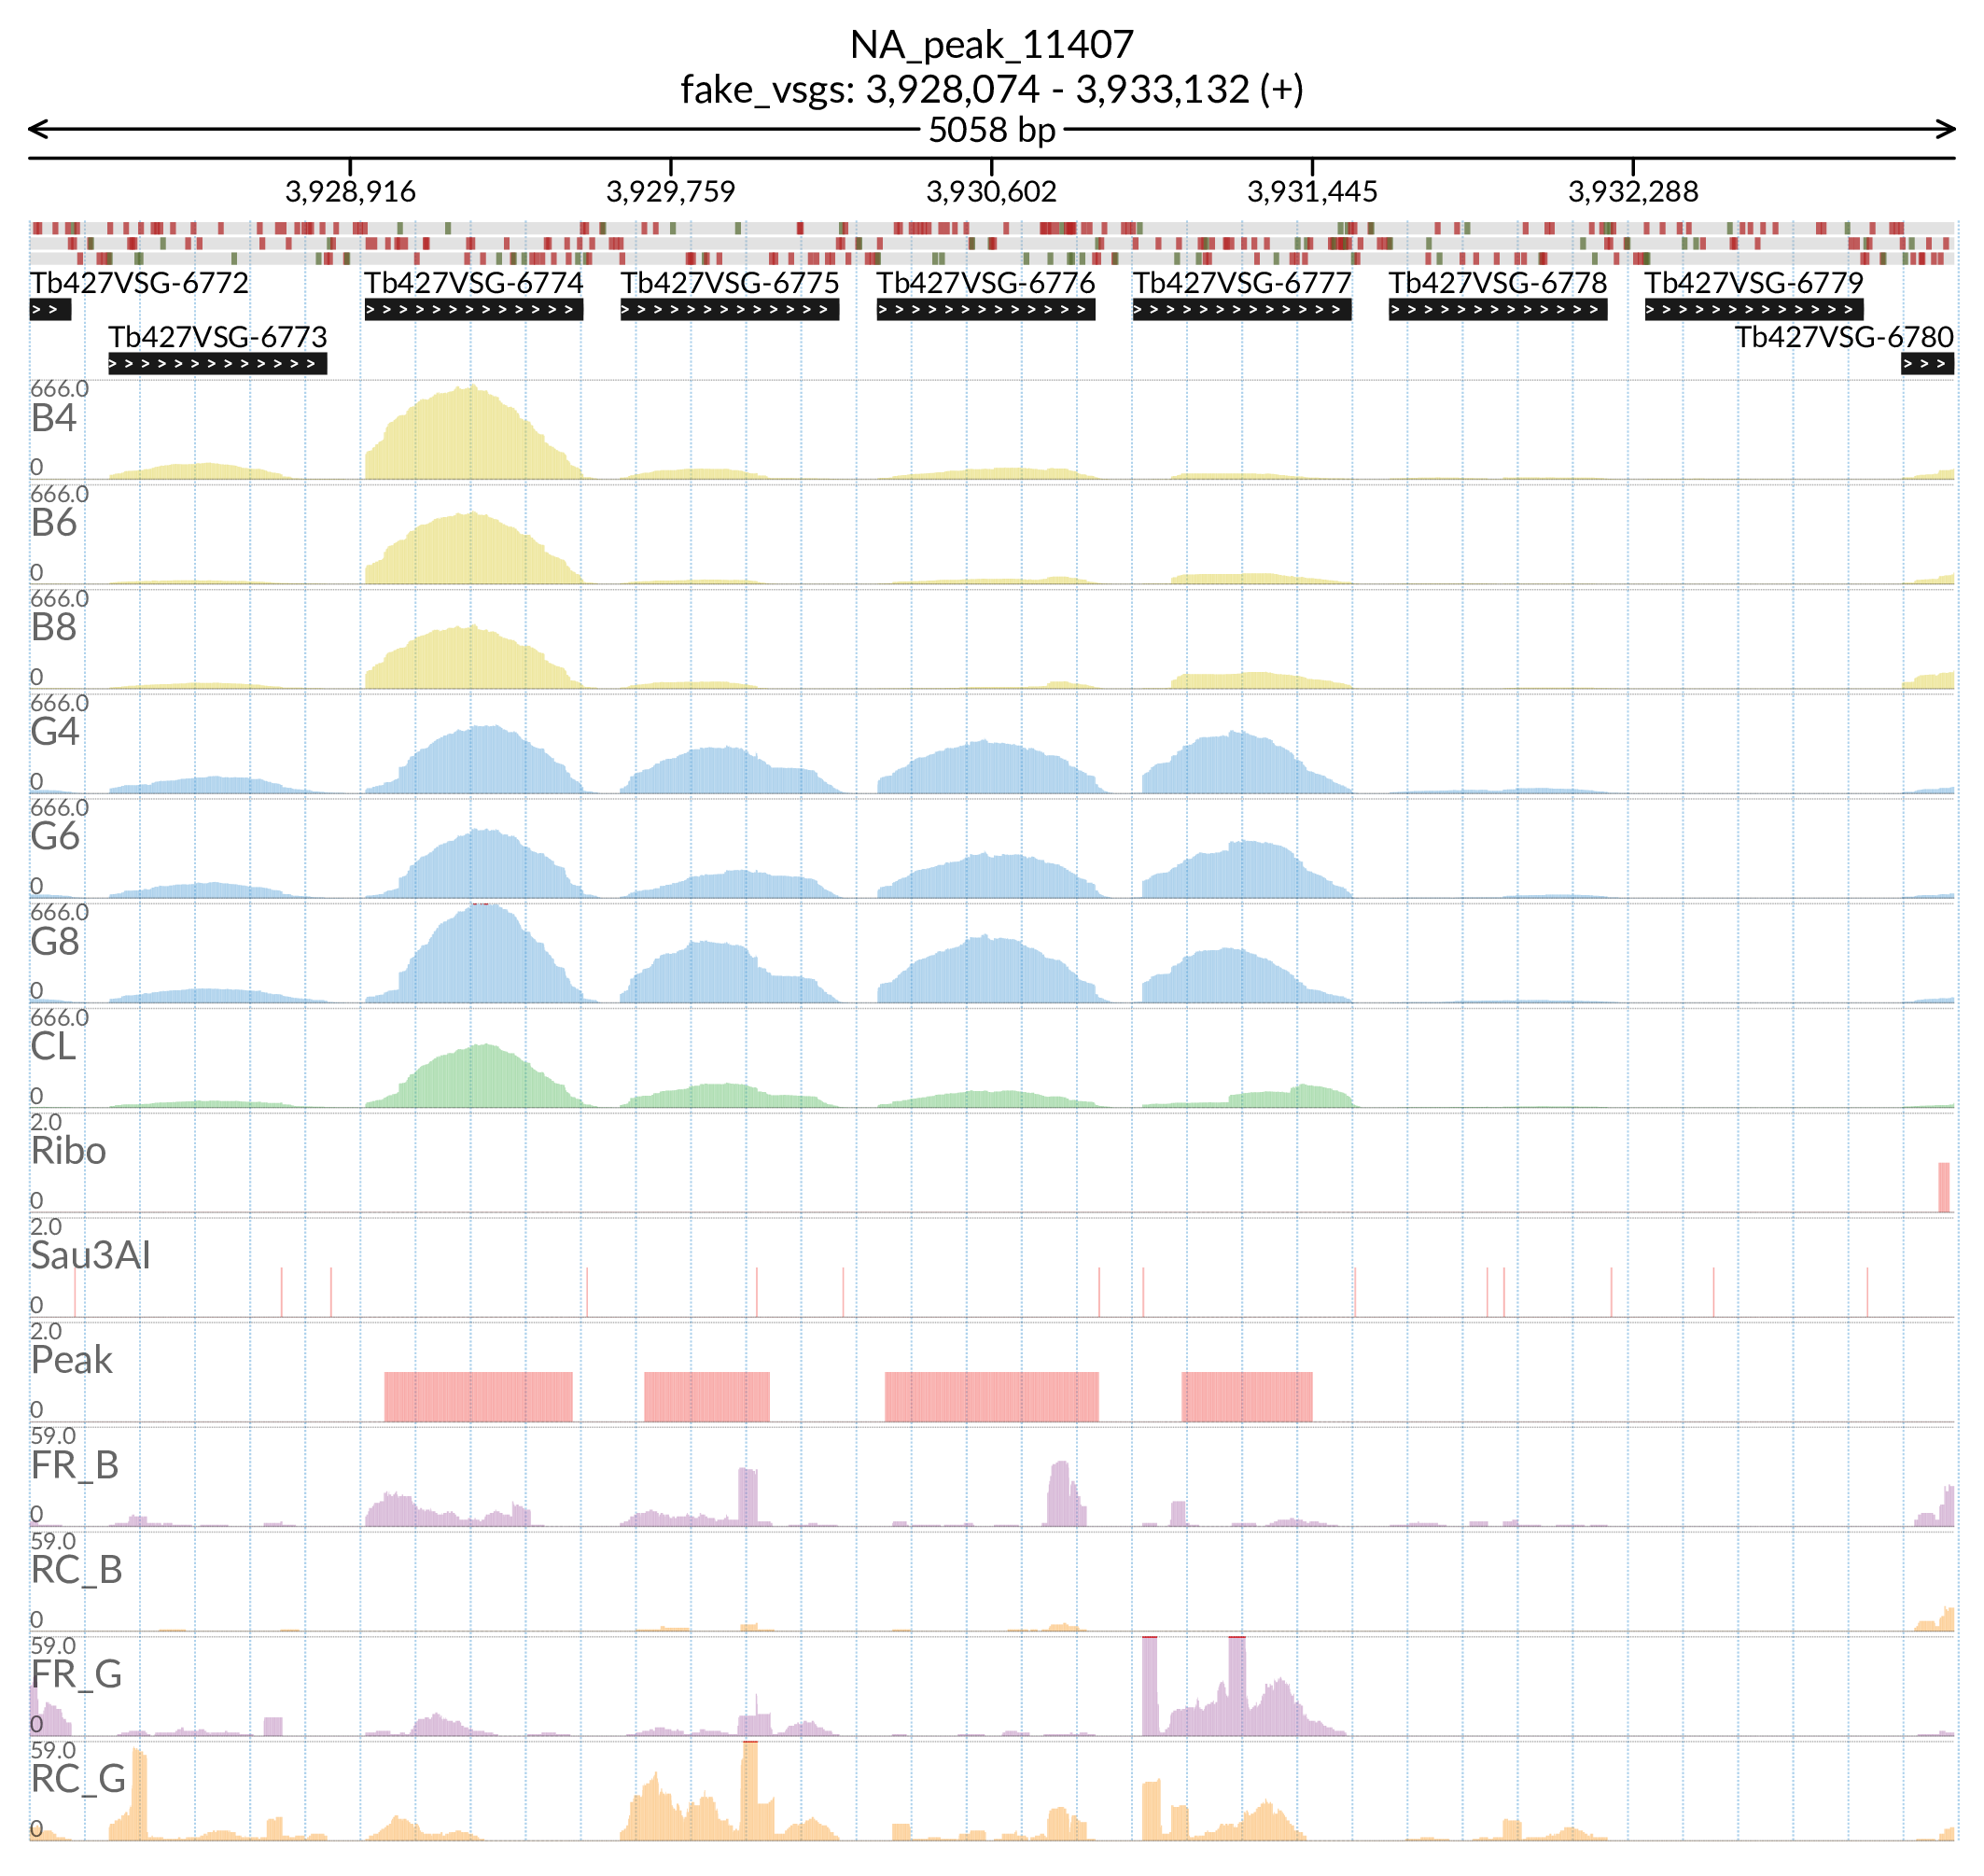 NA_peak_11407
fake_vsgs: 3,928,074 - 3,933,132 (+)
5058 bp
3,928,916 3,929,759 3,930,602 3,931,445 3,932,288
Tb427VSG-6772 Tb427VSG-6774 Tb427VSG-6775 Tb427VSG-6776 Tb427VSG-6777 Tb427VSG-6778 Tb427VSG-6779
Tb427VSG-6773 Tb427VSG-6780
666.0
B4
0
666.0
B6
0
666.0
B8
0
666.0
G4
0
666.0
G6
0
666.0
G8
0
666.0
CL
0
2.0
Ribo
0
2.0
Sau3AI
0
2.0
Peak
0
59.0
FR_B
0
59.0
RC_B
0
59.0
FR_G
0
59.0
RC_G
0